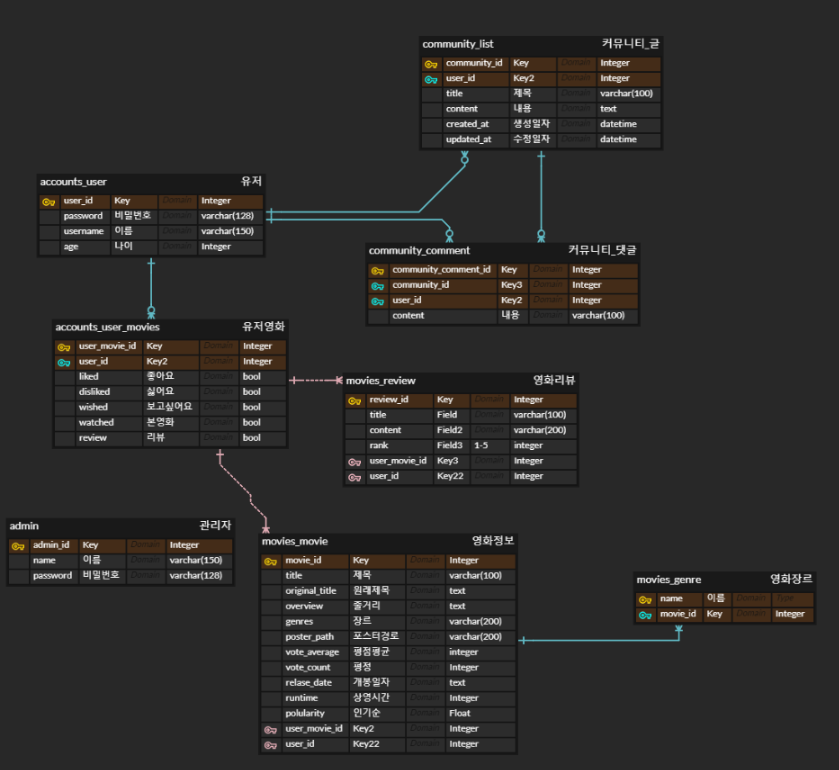 community_list 커뮤니티_글
community_id Key Domain Integer
user_id Key2 Domain Integer
title 제목 Domain varchar(100)
content 내용 Domain text
created_at 생성일자 Domain datetime
updated_at 수정일자 Domain datetime
accounts_user 유저
user_id Key Domain Integer
password 비밀번호 Domain varchar(128)
username 이름 Domain varchar(150)
age 나이 Domain Integer
community_comment 커뮤니티_댓글
community_comment_id Key Domain Integer
community_id Key3 Domain Integer
user_id Key2 Domain Integer
content 내용 Domain varchar(100)
accounts_user_movies 유저영화
user_movie_id Key Domain Integer
user_id Key2 Domain Integer
liked 좋아요 Domain bool
disliked 싫어요 Domain bool
wished 보고싶어요 Domain bool
watched 본영화 Domain bool
review 리뷰 Domain bool
movies_review 영화리뷰
review_id Key Domain Integer
title Field Domain varchar(100)
content Field2 Domain varchar(200)
rank Field3 1-5 integer
user_movie_id Key3 Domain Integer
user_id Key22 Domain Integer
admin 관리자
admin_id Key Domain Integer
name 이름 Domain varchar(150)
password 비밀번호 Domain varchar(128)
movies_movie 영화정보
movie_id Key Domain Integer
title 제목 Domain varchar(100)
original_title 원래제목 Domain text
overview 줄거리 Domain text
genres 장르 Domain varchar(200)
poster_path 포스터경로 Domain varchar(200)
vote_average 평점평균 Domain integer
vote_count 평점 Domain Integer
relase_date 개봉일자 Domain text
runtime 상영시간 Domain Integer
polularity 인기순 Domain Float
user_movie_id Key2 Domain Integer
user_id Key22 Domain Integer
movies_genre 영화장르
name 이름 Domain Type
movie_id Key Domain Integer